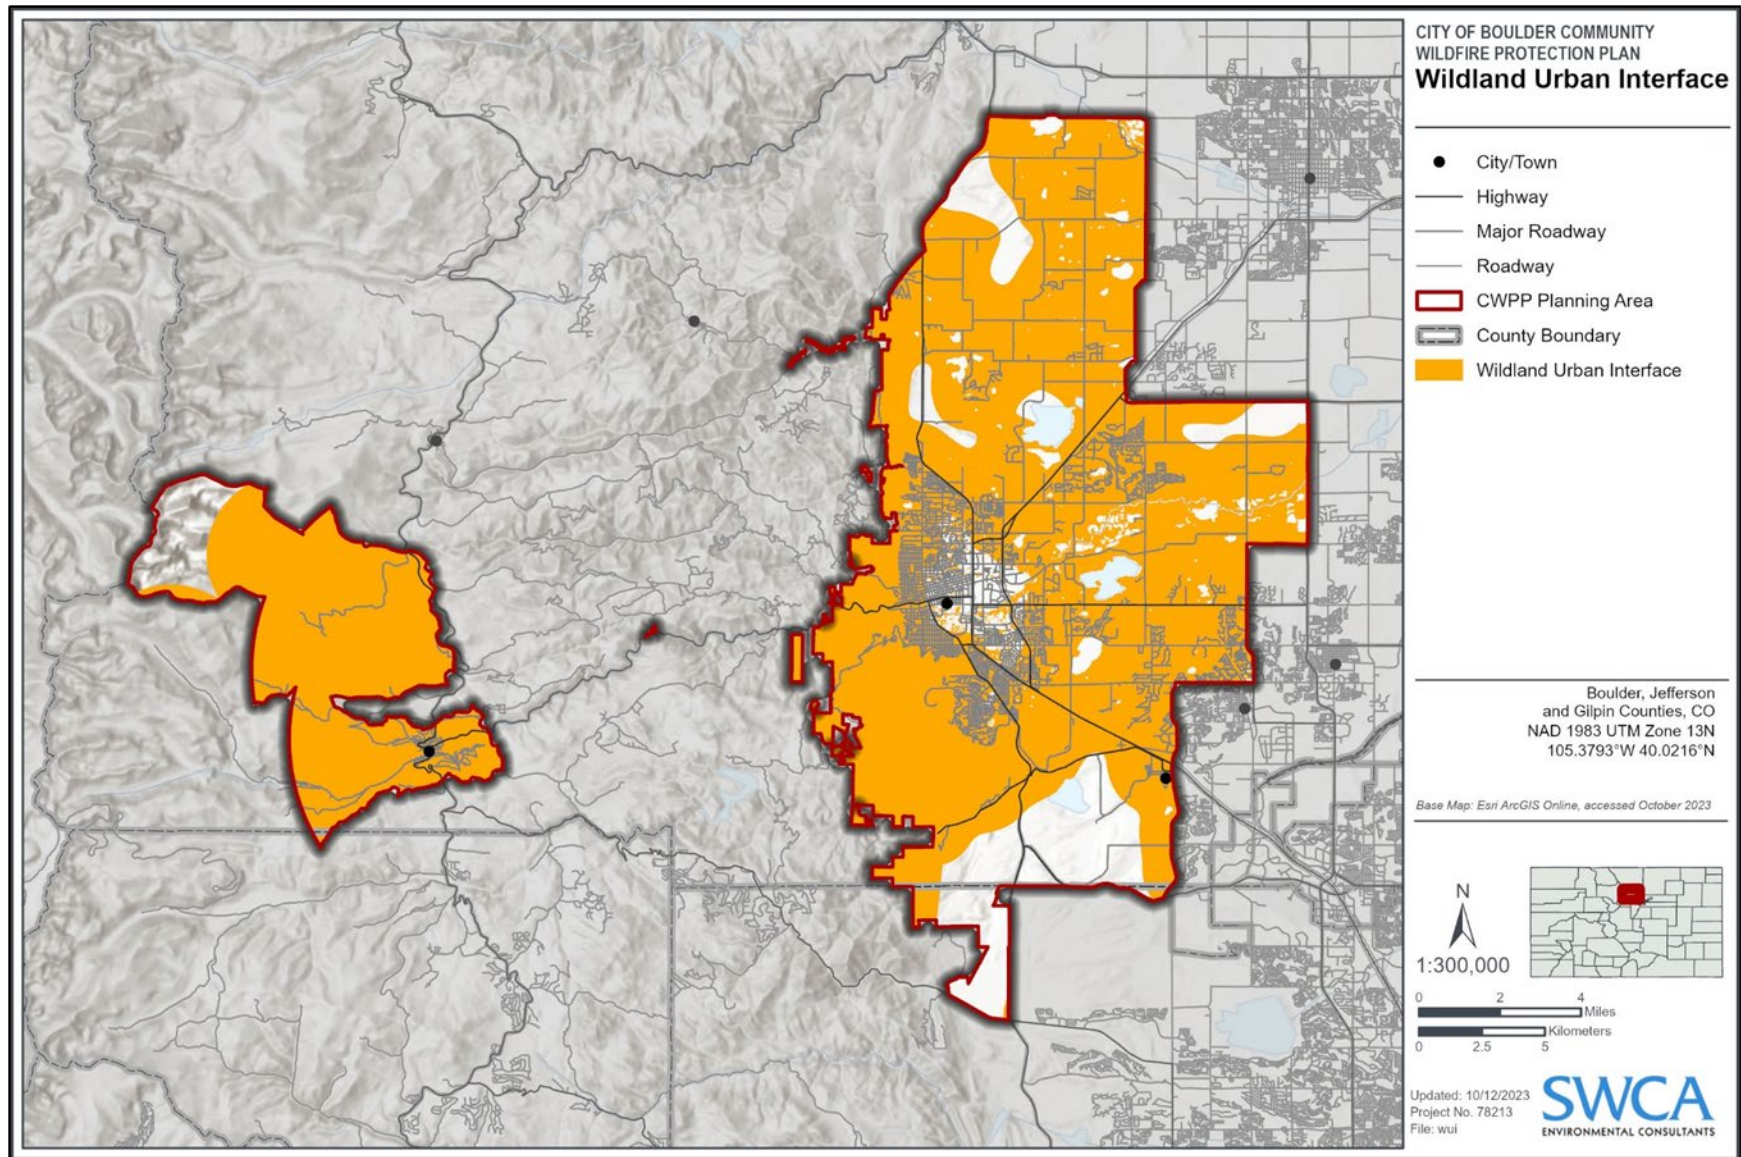 CITY OF BOULDER COMMUNITY
WILDFIRE PROTECTION PLAN
Wildland Urban Interface
City/Town
Highway
Major Roadway
Roadway
CWPP Planning Area
County Boundary
Wildland Urban Interface
Boulder, Jefferson
and Gilpin Counties, CO
NAD 1983 UTM Zone 13N
105.3793°W 40.0216°N
Base Map: Esri ArcGIS Online, accessed October 2023
N
1:300,000
0 2 4
Miles
Kilometers
0 2.5 5
Updated: 10/12/2023
Project No. 78213
File: wui
SWCA
ENVIRONMENTAL CONSULTANTS